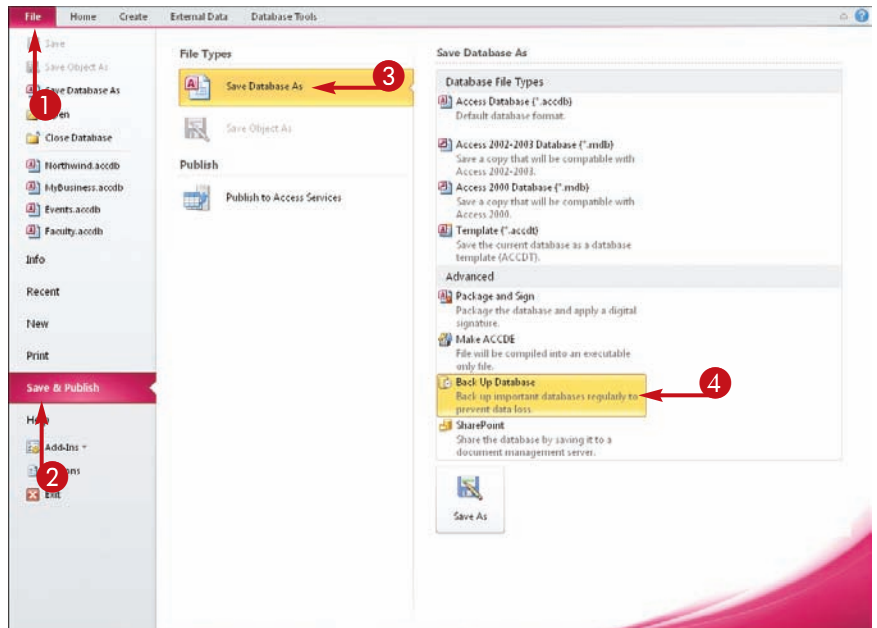 File Home Create External Data Database Tools
Save
Save Object As
Save Database As
Close Database
Northwind.accdb
MyBusiness.accdb
Events.accdb
Faculty.accdb
Info
Recent
New
Print
Save & Publish
Add-Ins
Exit
1
2
File Types
Save Database As
3
Save Object As
Publish
Publish to Access Services
Save Database As
Database File Types
Access Database (*.accdb)
Default database format.
Access 2002-2003 Database (*.mdb)
Save a copy that will be compatible with
Access 2002-2003.
Access 2000 Database (*.mdb)
Save a copy that will be compatible with
Access 2000.
Template (*.accdt)
Save the current database as a database
template (ACCDT).
Advanced
Package and Sign
Package the database and apply a digital
signature.
Make ACCDE
File will be compiled into an executable
only file.
Back Up Database
Back up important databases regularly to
prevent data loss.
4
SharePoint
Share the database by saving it to a
document management server.
Save As